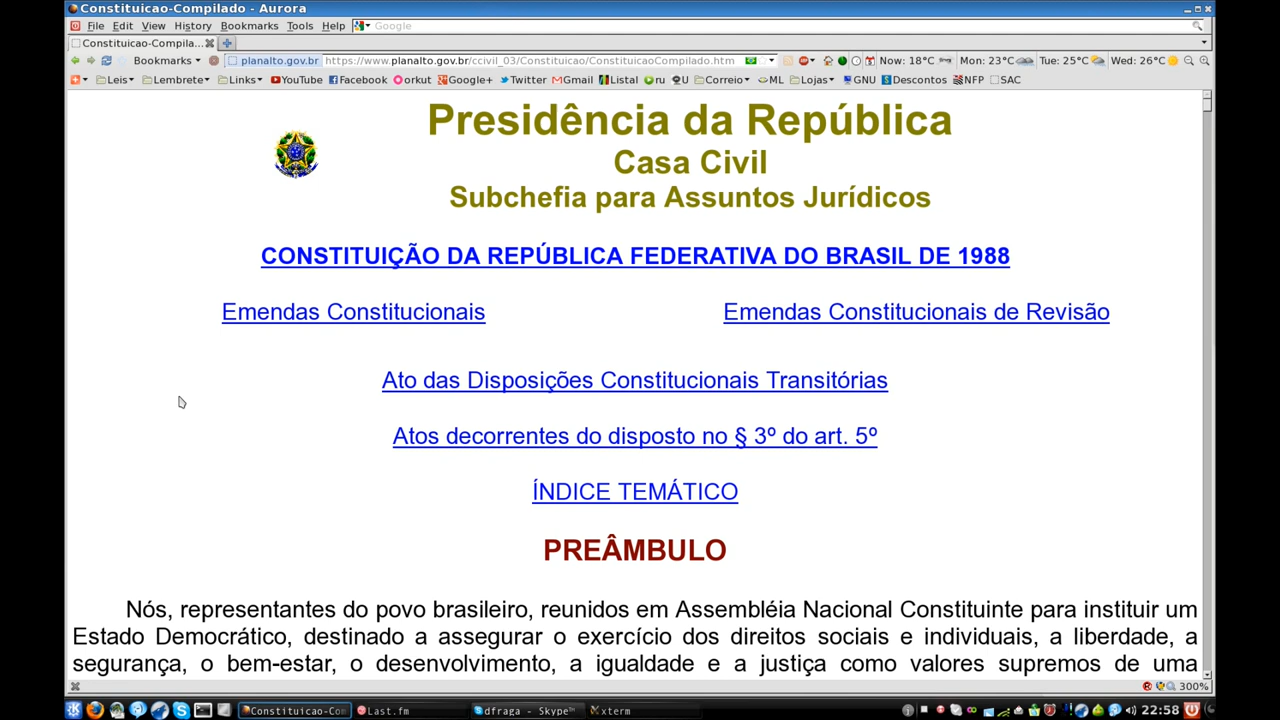 Constituicao-Compilado - Aurora
File Edit View History Bookmarks Tools Help Google
Constituicao-Compila...
Bookmarks planalto.gov.br https://www.planalto.gov.br/ccivil_03/Constituicao/ConstituicaoCompilado.htm Now: 18°C Mon: 23°C Tue: 25°C Wed: 26°C
Leis Lembrete Links YouTube Facebook orkut Google+ Twitter Gmail Listal ru U Correio ML Lojas GNU Descontos NFP SAC
Presidência da República
Casa Civil
Subchefia para Assuntos Jurídicos
CONSTITUIÇÃO DA REPÚBLICA FEDERATIVA DO BRASIL DE 1988
Emendas Constitucionais Emendas Constitucionais de Revisão
Ato das Disposições Constitucionais Transitórias
Atos decorrentes do disposto no § 3º do art. 5º
ÍNDICE TEMÁTICO
PREÂMBULO
Nós, representantes do povo brasileiro, reunidos em Assembléia Nacional Constituinte para instituir um
Estado Democrático, destinado a assegurar o exercício dos direitos sociais e individuais, a liberdade, a
segurança, o bem-estar, o desenvolvimento, a igualdade e a justiça como valores supremos de uma
300%
Constituicao-Com Last.fm dfraga - Skype™ xterm 22:58